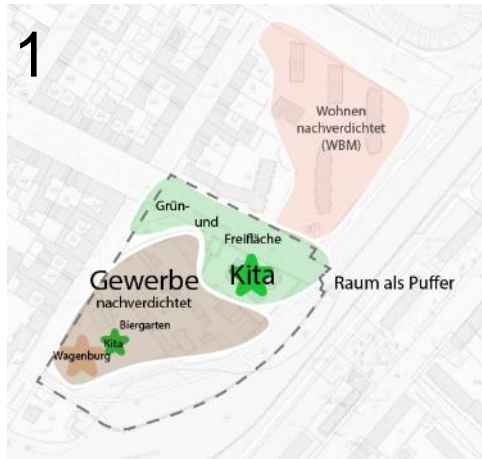 1
Wohnen
nachverdichtet
(WBM)
Grün-
und
Freifläche
Kita
Raum als Puffer
Gewerbe
nachverdichtet
Biergarten
Kita
Wagenburg